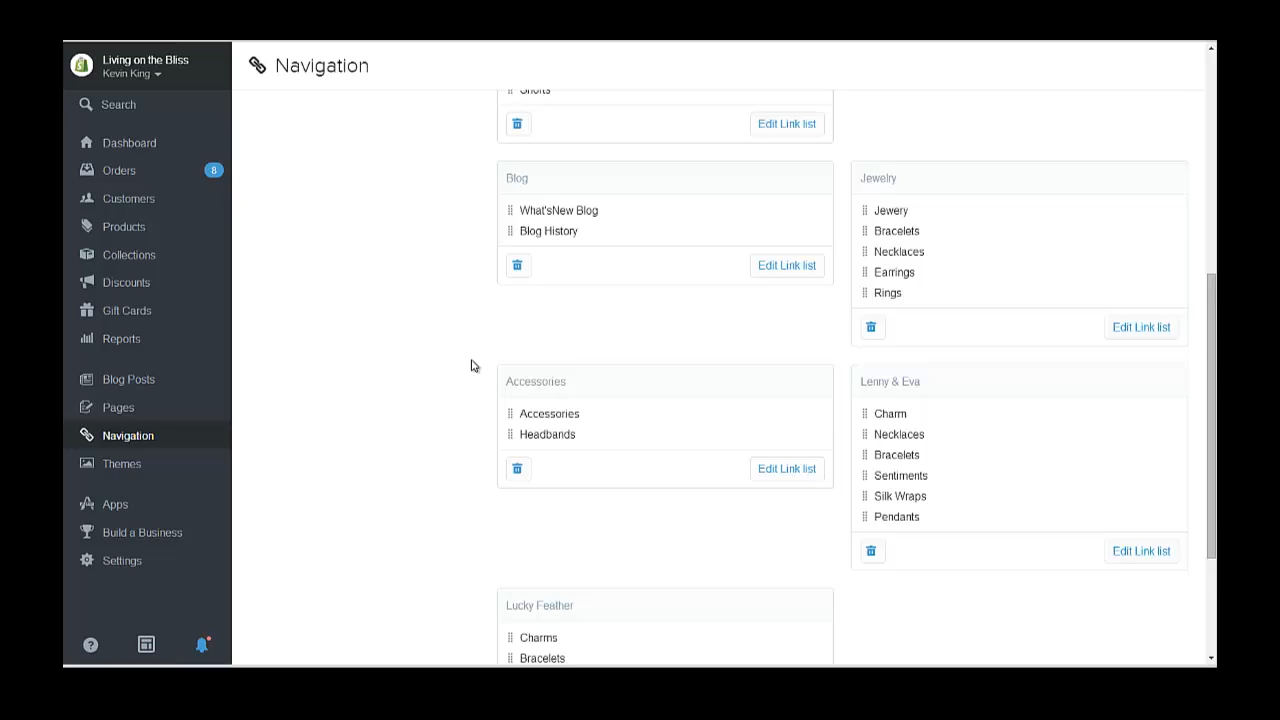 Living on the Bliss
Kevin King
Search
Dashboard
Orders 8
Customers
Products
Collections
Discounts
Gift Cards
Reports
Blog Posts
Pages
Navigation
Themes
Apps
Build a Business
Settings
Navigation
Shorts
Edit Link list
Blog
What'sNew Blog
Blog History
Edit Link list
Jewelry
Jewery
Bracelets
Necklaces
Earrings
Rings
Edit Link list
Accessories
Accessories
Headbands
Edit Link list
Lenny & Eva
Charm
Necklaces
Bracelets
Sentiments
Silk Wraps
Pendants
Edit Link list
Lucky Feather
Charms
Bracelets